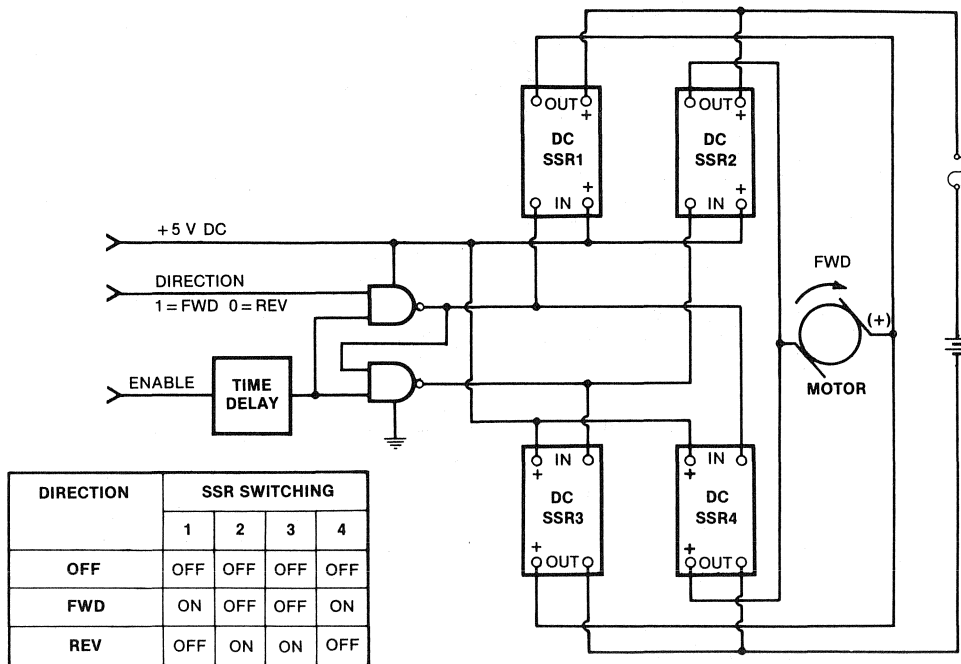 OUT
+
DC
SSR1
IN
+
OUT
+
DC
SSR2
IN
+
+5 V DC
DIRECTION
1=FWD 0=REV
ENABLE
TIME
DELAY
FWD
(+)
MOTOR
IN
+
DC
SSR3
+
OUT
IN
+
DC
SSR4
+
OUT
DIRECTION SSR SWITCHING
1 2 3 4
OFF OFF OFF OFF OFF
FWD ON OFF OFF ON
REV OFF ON ON OFF